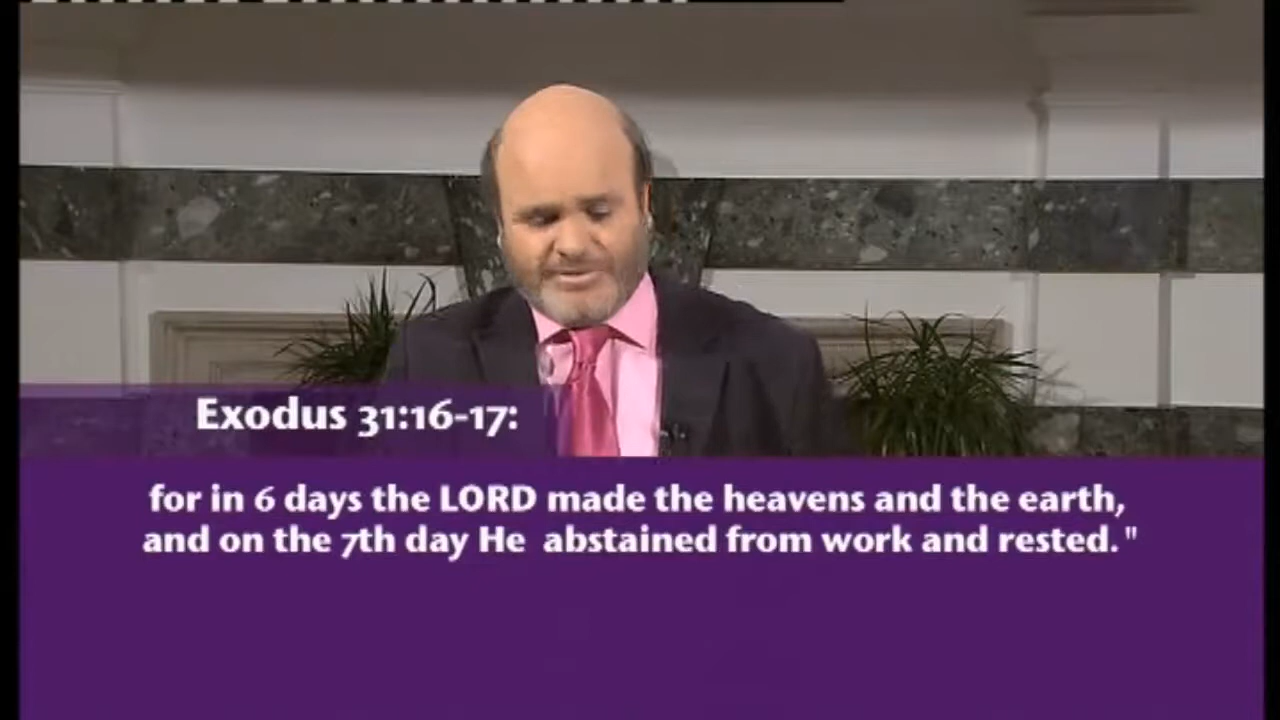 Exodus 31:16-17:
for in 6 days the LORD made the heavens and the earth,
and on the 7th day He abstained from work and rested."